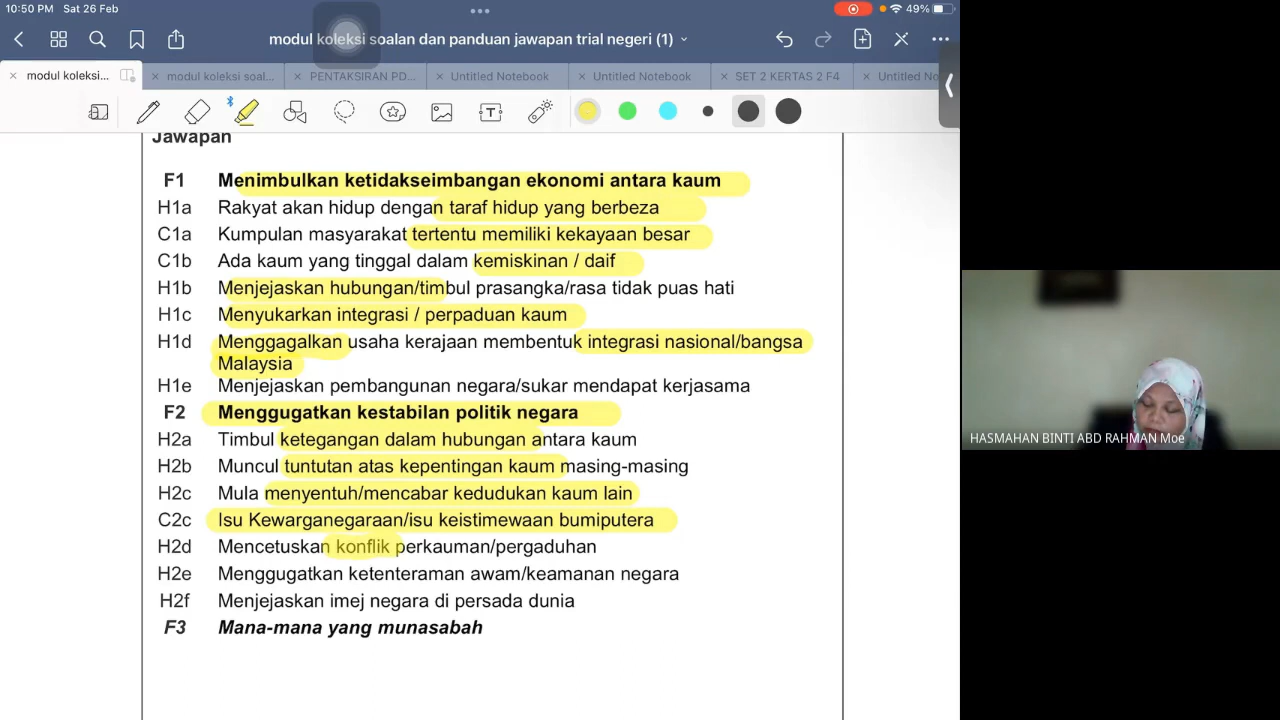 10:50 PM Sat 26 Feb
49%
modul koleksi soalan dan panduan jawapan trial negeri (1)
modul koleksi...
modul koleksi soal...
PENTAKSIRAN PD...
Untitled Notebook
Untitled Notebook
SET 2 KERTAS 2 F4
Untitled No
Jawapan
F1 Menimbulkan ketidakseimbangan ekonomi antara kaum
H1a Rakyat akan hidup dengan taraf hidup yang berbeza
C1a Kumpulan masyarakat tertentu memiliki kekayaan besar
C1b Ada kaum yang tinggal dalam kemiskinan / daif
H1b Menjejaskan hubungan/timbul prasangka/rasa tidak puas hati
H1c Menyukarkan integrasi / perpaduan kaum
H1d Menggagalkan usaha kerajaan membentuk integrasi nasional/bangsa
Malaysia
H1e Menjejaskan pembangunan negara/sukar mendapat kerjasama
F2 Menggugatkan kestabilan politik negara
H2a Timbul ketegangan dalam hubungan antara kaum
H2b Muncul tuntutan atas kepentingan kaum masing-masing
H2c Mula menyentuh/mencabar kedudukan kaum lain
C2c Isu Kewarganegaraan/isu keistimewaan bumiputera
H2d Mencetuskan konflik perkauman/pergaduhan
H2e Menggugatkan ketenteraman awam/keamanan negara
H2f Menjejaskan imej negara di persada dunia
F3 Mana-mana yang munasabah
HASMAHAN BINTI ABD RAHMAN Moe